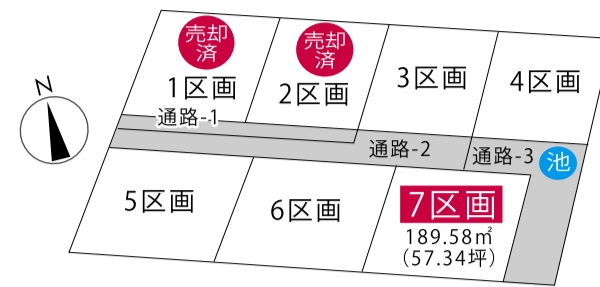 売却
済
売却
済
1区画
2区画
3区画
4区画
N
通路-1
通路-2
通路-3
池
5区画
6区画
7区画
189.58㎡
（57.34坪）